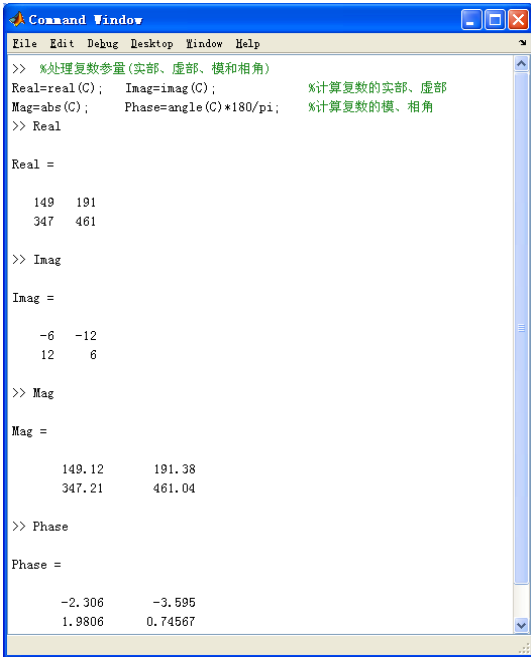 Command Window
File Edit Debug Desktop Window Help
>> %处理复数参量(实部、虚部、模和相角)
Real=real(C); Imag=imag(C); %计算复数的实部、虚部
Mag=abs(C); Phase=angle(C)*180/pi; %计算复数的模、相角
>> Real
Real =
149 191
347 461
>> Imag
Imag =
-6 -12
12 6
>> Mag
Mag =
149.12 191.38
347.21 461.04
>> Phase
Phase =
-2.306 -3.595
1.9806 0.74567